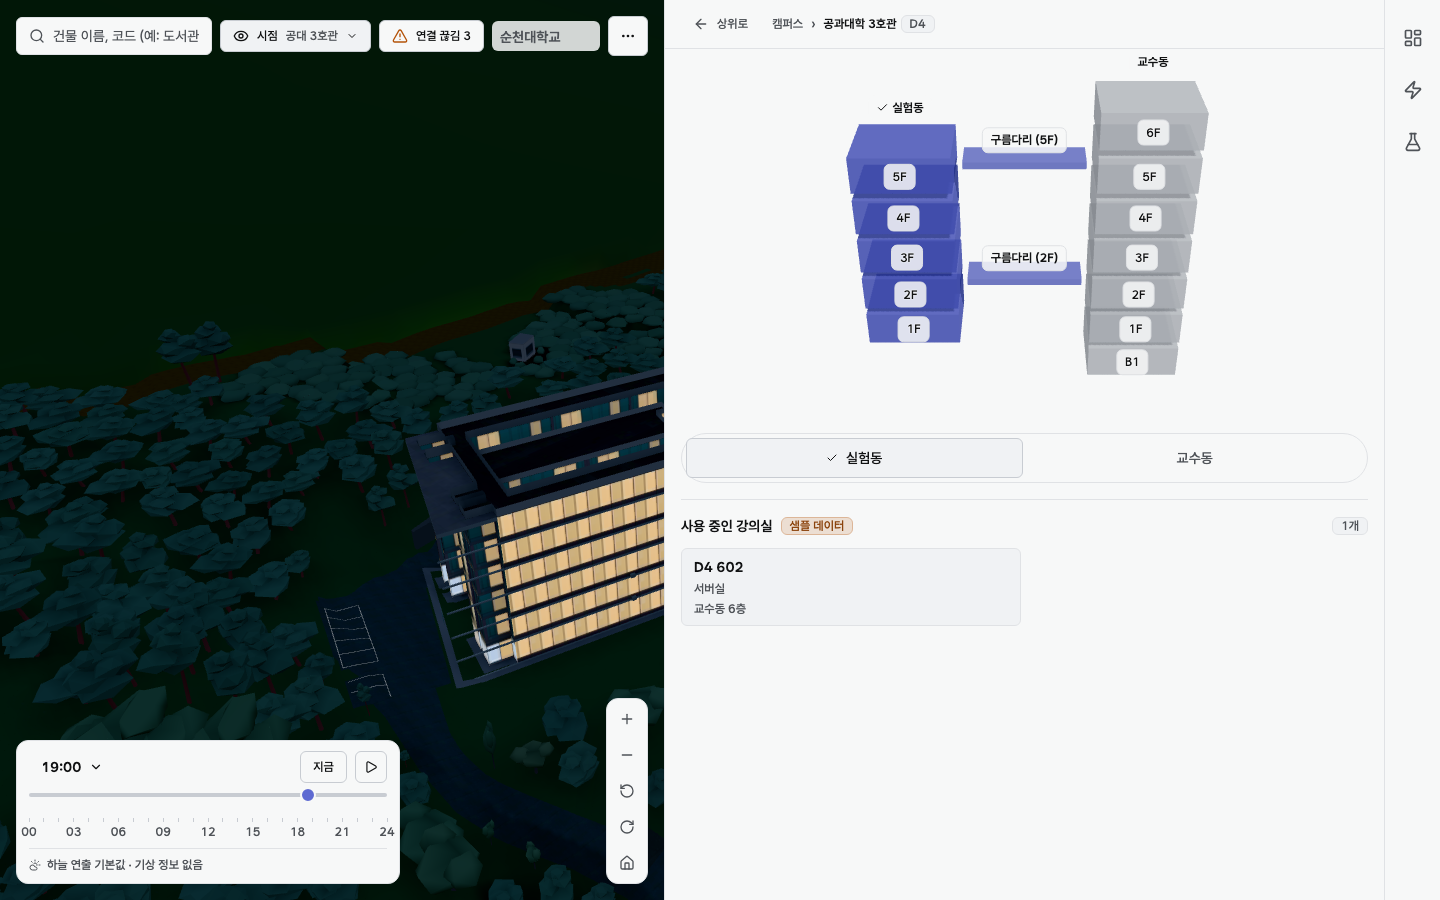 건물 이름, 코드 (예: 도서관
시점 공대 3호관
연결 끊김 3
순천대학교
상위로
캠퍼스 › 공과대학 3호관 D4
교수동
실험동
6F
5F
4F
3F
2F
1F
B1
5F
4F
3F
2F
1F
구름다리 (5F)
구름다리 (2F)
실험동
교수동
사용 중인 강의실 샘플 데이터
1개
D4 602
서버실
교수동 6층
19:00
지금
00 03 06 09 12 15 18 21 24
하늘 연출 기본값 · 기상 정보 없음